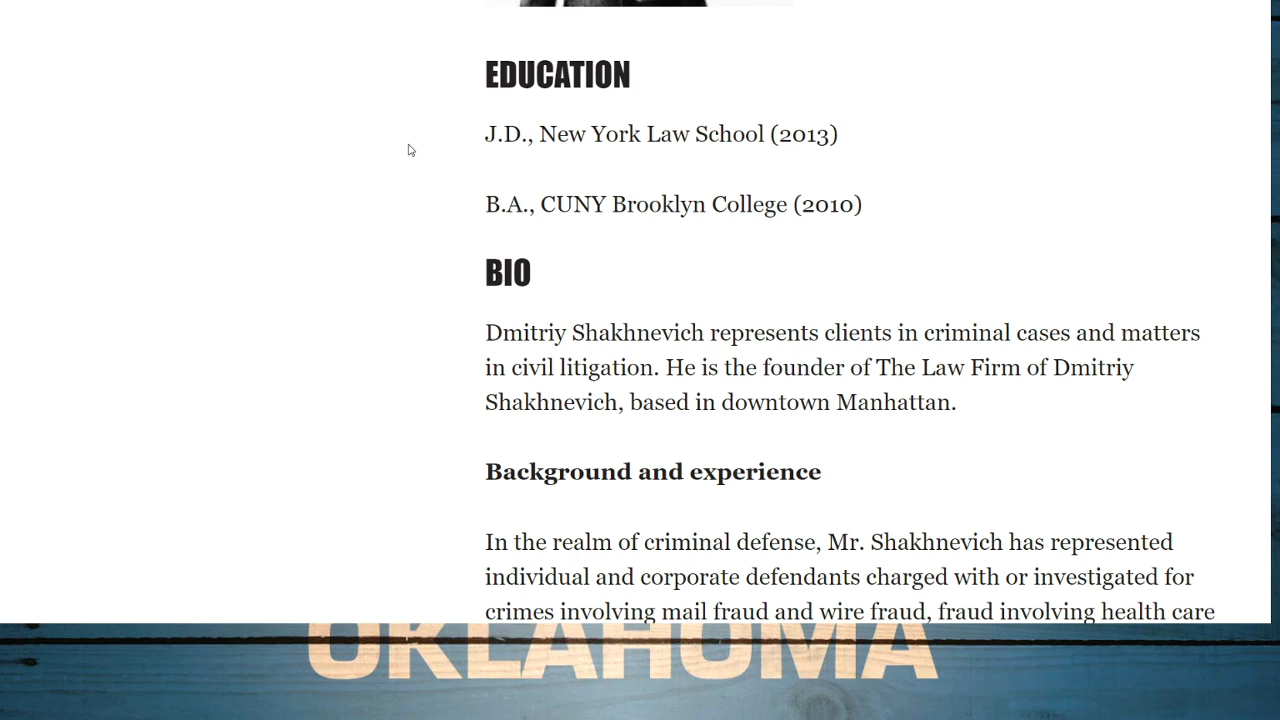 EDUCATION
J.D., New York Law School (2013)
B.A., CUNY Brooklyn College (2010)
BIO
Dmitriy Shakhnevich represents clients in criminal cases and matters
in civil litigation. He is the founder of The Law Firm of Dmitriy
Shakhnevich, based in downtown Manhattan.
Background and experience
In the realm of criminal defense, Mr. Shakhnevich has represented
individual and corporate defendants charged with or investigated for
crimes involving mail fraud and wire fraud, fraud involving health care
OKLAHOMA